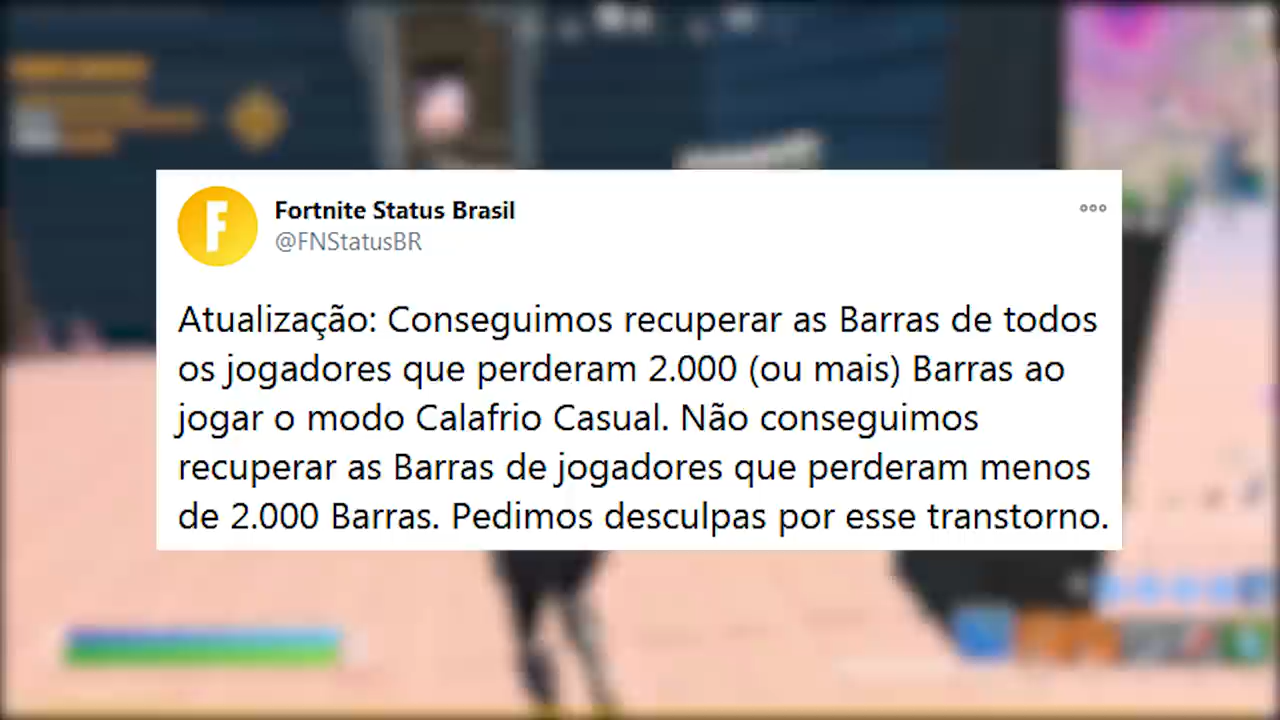 Fortnite Status Brasil
@FNStatusBR
Atualização: Conseguimos recuperar as Barras de todos
os jogadores que perderam 2.000 (ou mais) Barras ao
jogar o modo Calafrio Casual. Não conseguimos
recuperar as Barras de jogadores que perderam menos
de 2.000 Barras. Pedimos desculpas por esse transtorno.